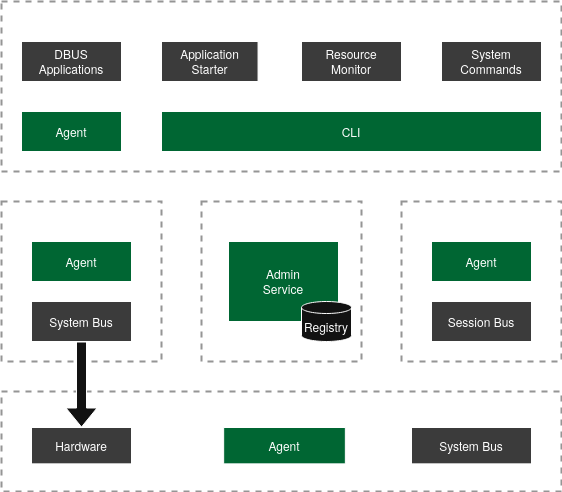 DBUS
Applications
Application
Starter
Resource
Monitor
System
Commands
Agent
CLI
Agent
Admin
Service
Registry
Agent
System Bus
Session Bus
Hardware
Agent
System Bus